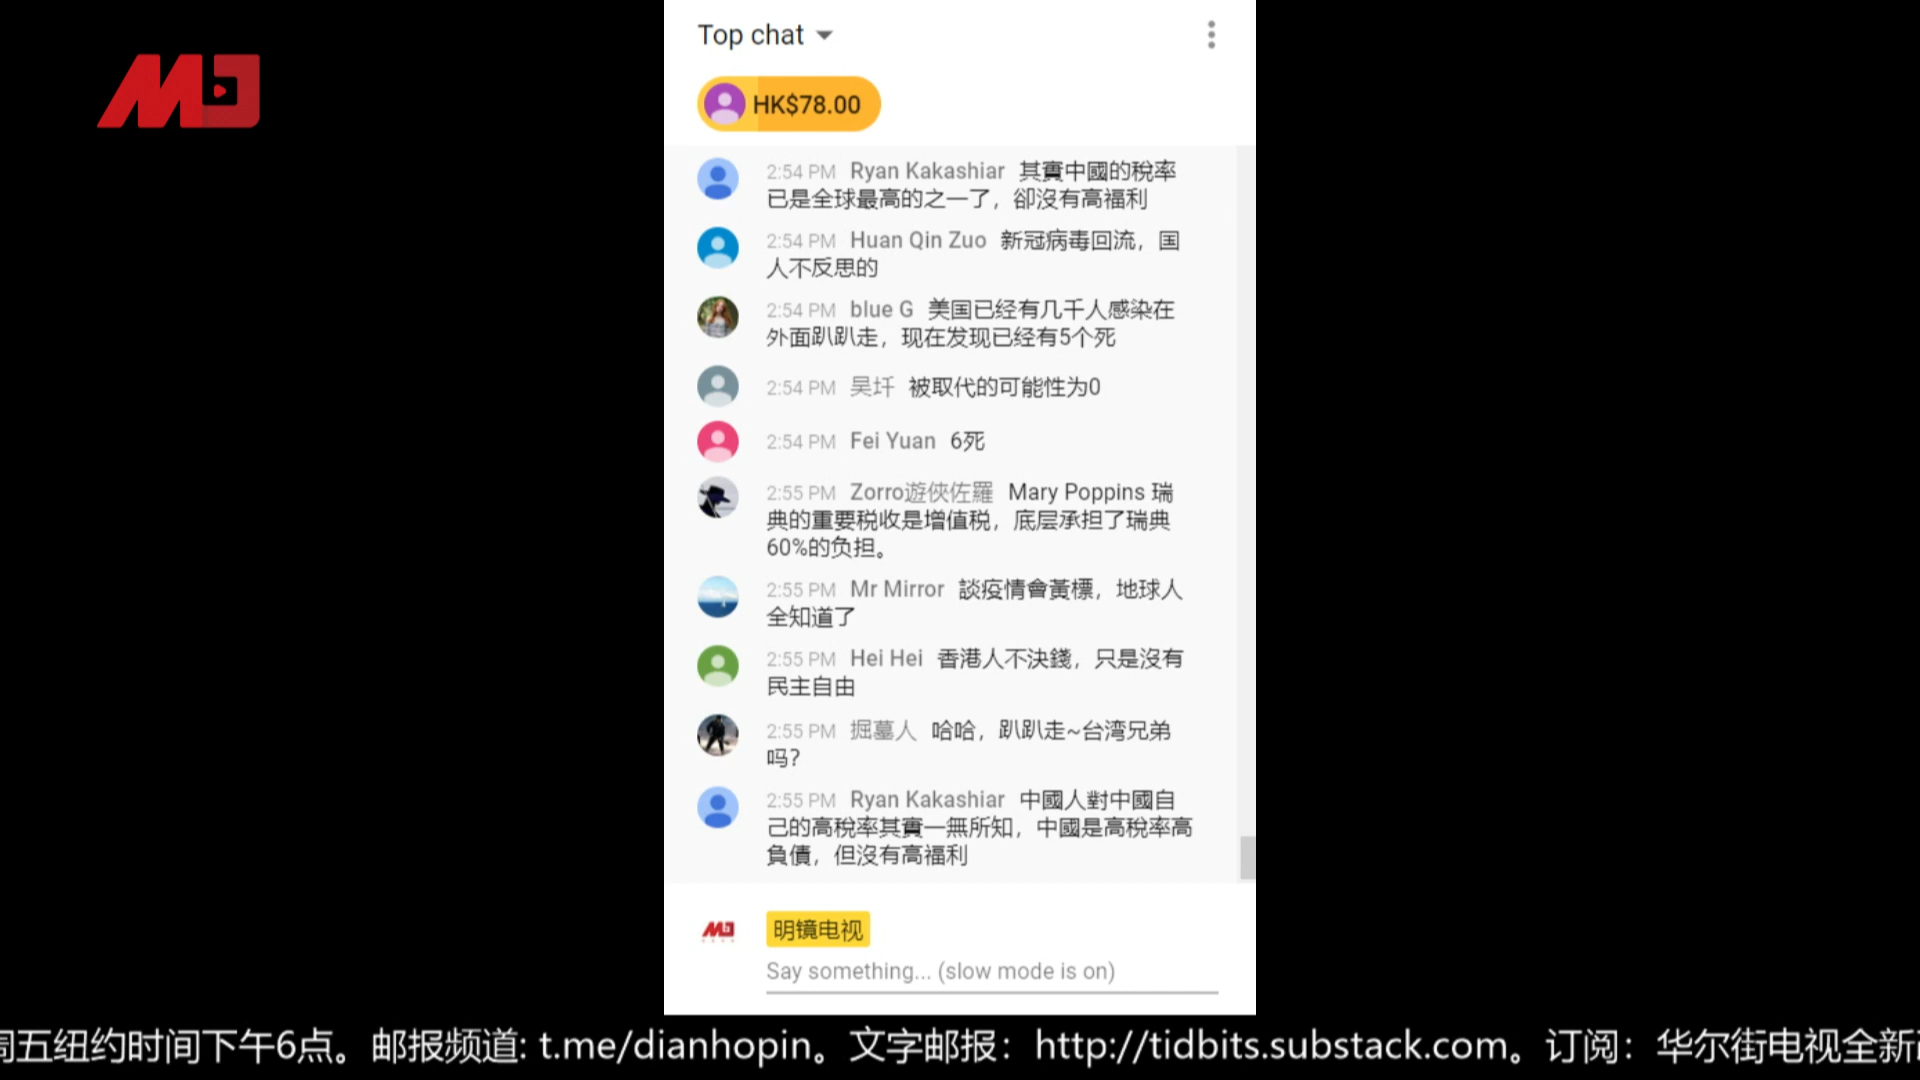 Top chat
MJ
HK$78.00
2:54 PM Ryan Kakashiar 其實中國的稅率
已是全球最高的之一了，卻沒有高福利
2:54 PM Huan Qin Zuo 新冠病毒回流，国
人不反思的
2:54 PM blue G 美国已经有几千人感染在
外面趴趴走，现在发现已经有5个死
2:54 PM 吴圲 被取代的可能性为0
2:54 PM Fei Yuan 6死
2:55 PM Zorro遊俠佐羅 Mary Poppins 瑞
典的重要税收是增值税，底层承担了瑞典
60%的负担。
2:55 PM Mr Mirror 談疫情會黃標，地球人
全知道了
2:55 PM Hei Hei 香港人不決錢，只是沒有
民主自由
2:55 PM 掘墓人 哈哈，趴趴走~台湾兄弟
吗？
2:55 PM Ryan Kakashiar 中國人對中國自
己的高稅率其實一無所知，中國是高稅率高
負債，但沒有高福利
MJ 明镜电视
Say something... (slow mode is on)
周五纽约时间下午6点。邮报频道: t.me/dianhopin。文字邮报：http://tidbits.substack.com。订阅：华尔街电视全新